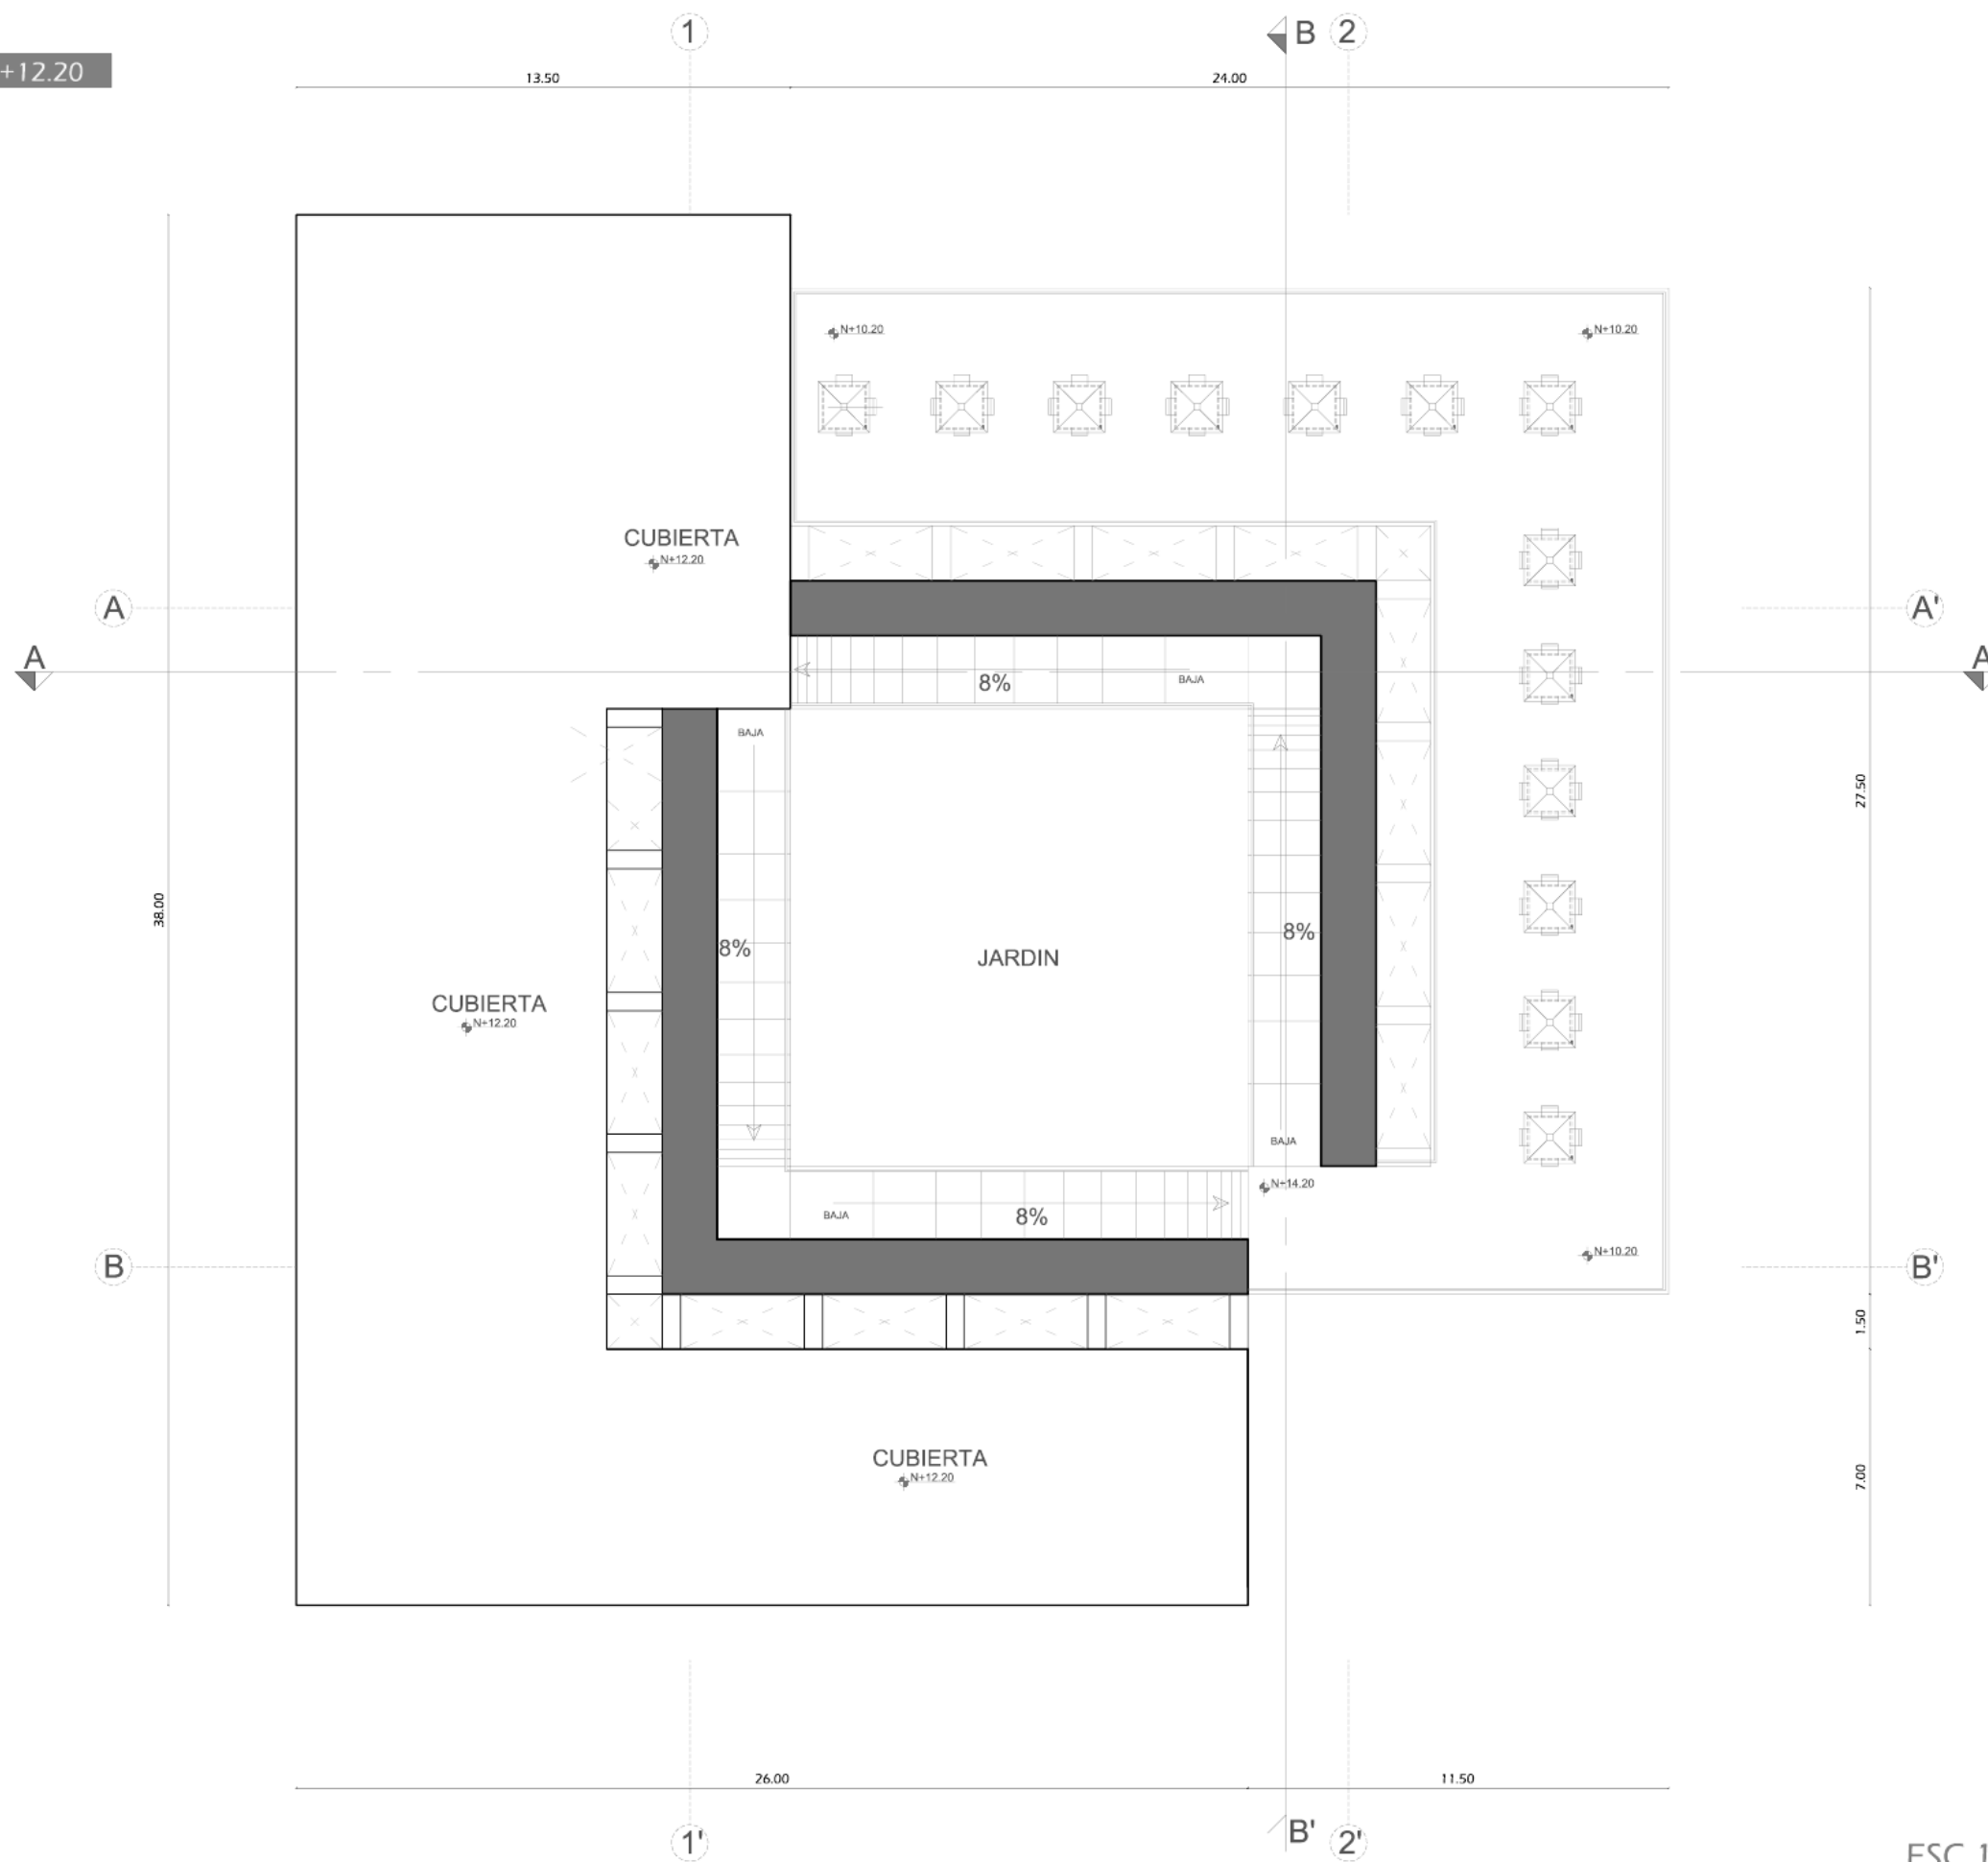 1
B
2
+12.20
13.50
24.00
N+10.20
N+10.20
CUBIERTA
N+12.20
A
A'
A
A
8%
BAJA
BAJA
27.50
38.00
8%
8%
JARDIN
CUBIERTA
N+12.20
BAJA
N+14.20
BAJA
8%
N+10.20
B
B'
1.50
CUBIERTA
N+12.20
7.00
26.00
11.50
1'
B'
2'
ESC 1